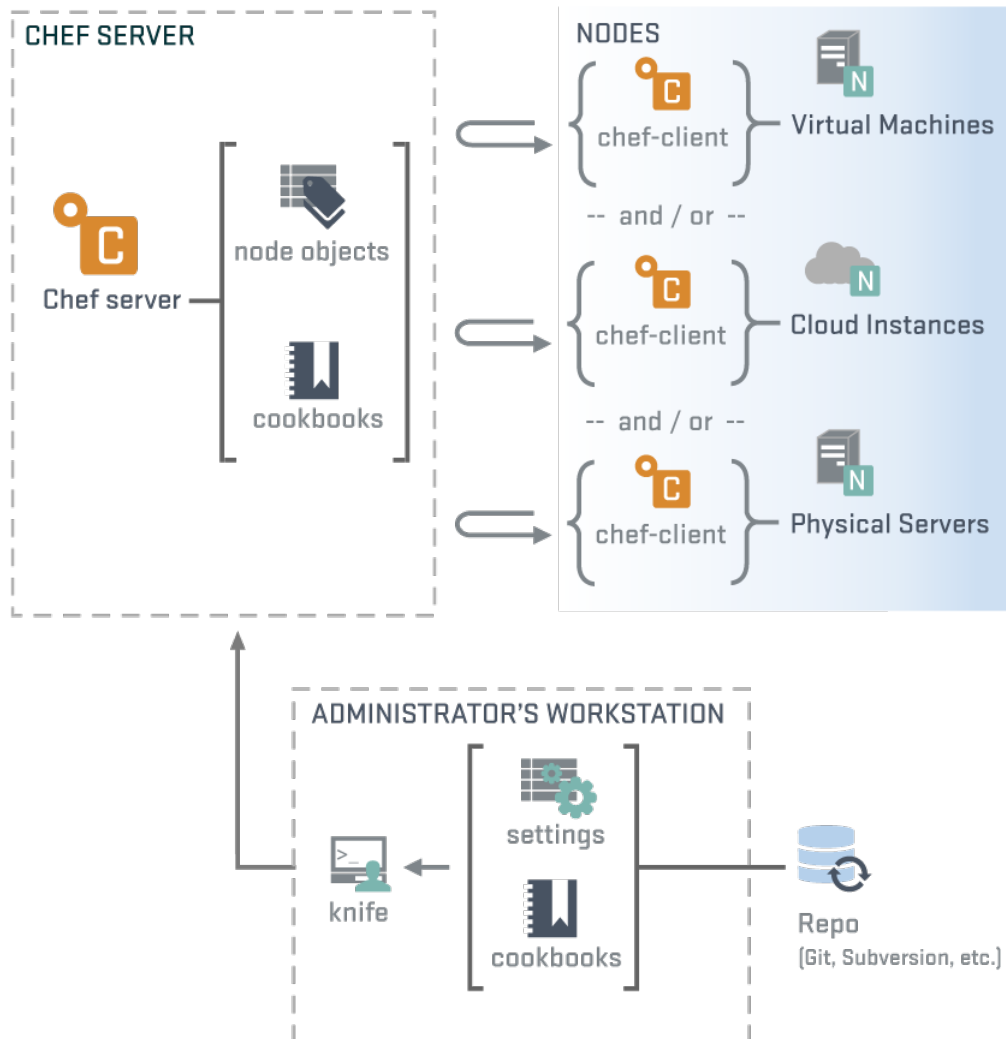 CHEF SERVER
Chef server
C
node objects
cookbooks
NODES
C
chef-client
N
Virtual Machines
-- and / or --
C
chef-client
N
Cloud Instances
-- and / or --
C
chef-client
N
Physical Servers
ADMINISTRATOR'S WORKSTATION
>_
knife
settings
cookbooks
Repo
(Git, Subversion, etc.)